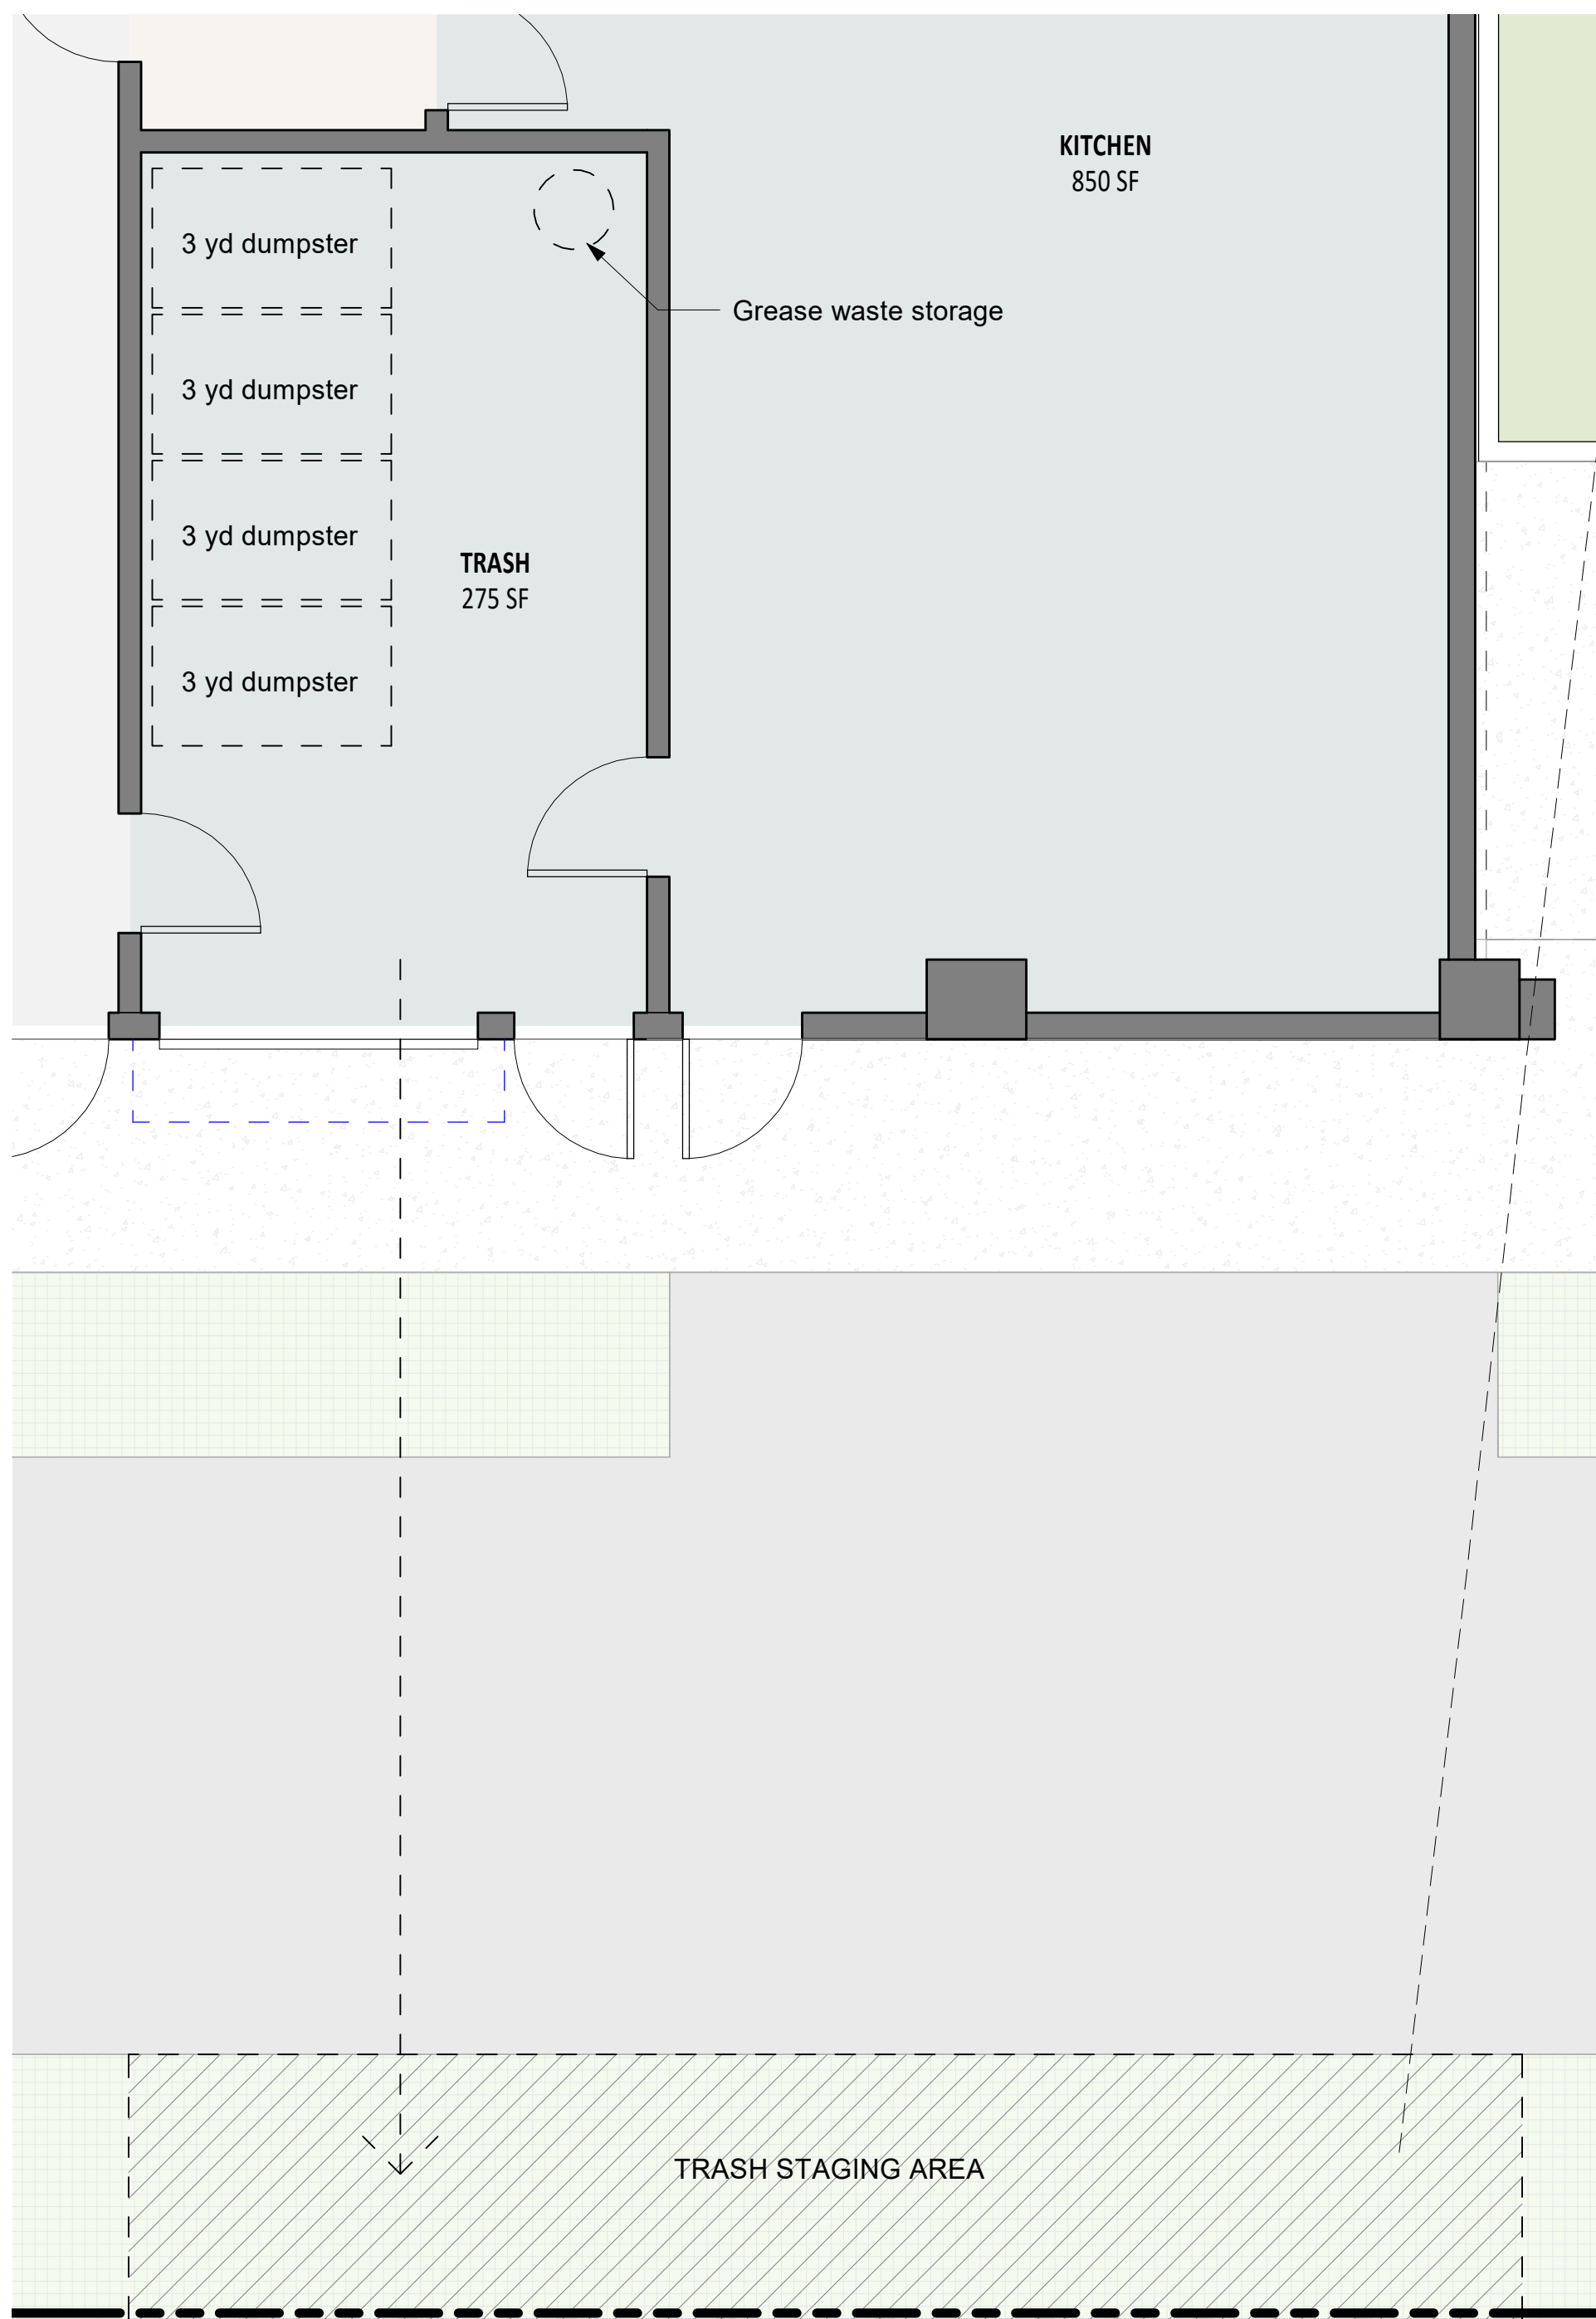 KITCHEN
850 SF
3 yd dumpster
Grease waste storage
3 yd dumpster
3 yd dumpster
TRASH
275 SF
3 yd dumpster
TRASH STAGING AREA